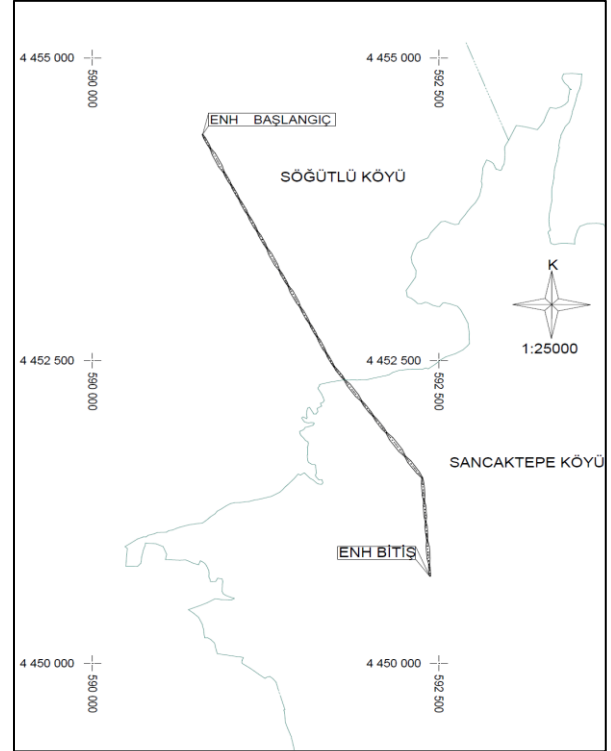 4 455 000
4 455 000
590 000
592 500
ENH BAŞLANGIÇ
SÖĞÜTLÜ KÖYÜ
K
1:25000
4 452 500
4 452 500
590 000
592 500
SANCAKTEPE KÖYÜ
ENH BİTİŞ
4 450 000
4 450 000
590 000
592 500